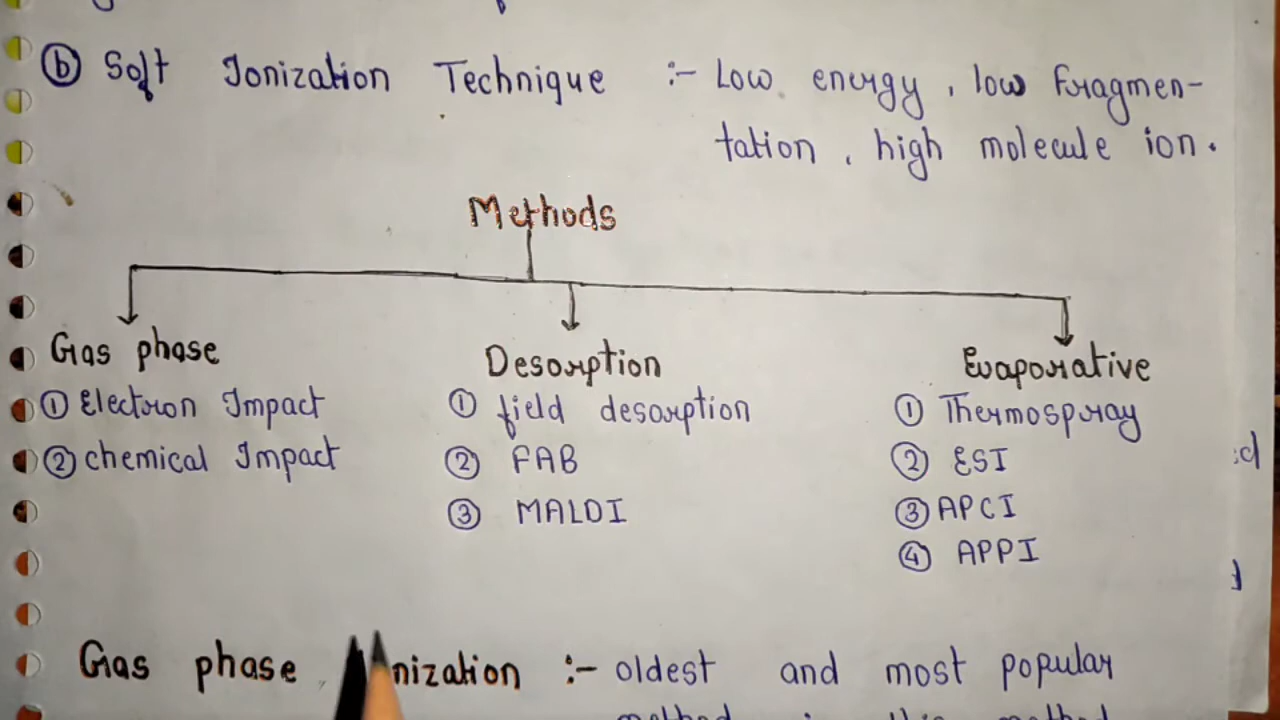 ⓑ Soft Ionization Technique :- Low energy, low fragmen-
tation, high molecule ion.
Methods
Gas phase
① Electron Impact
② chemical Impact
Desorption
① field desorption
② FAB
③ MALDI
Evaporative
① Thermospray
② ESI
③ APCI
④ APPI
Gas phase :- oldest and most popular